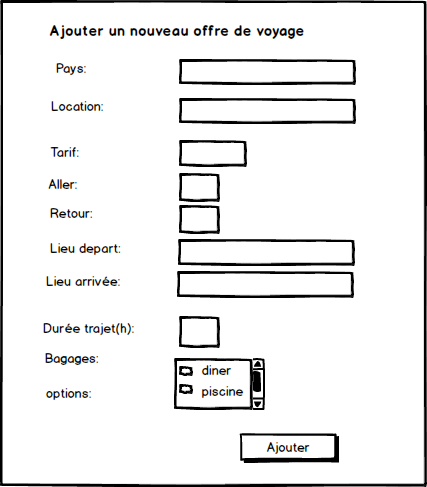 Ajouter un nouveau offre de voyage
Pays:
Location:
Tarif:
Aller:
Retour:
Lieu depart:
Lieu arrivée:
Durée trajet(h):
Bagages:
diner
options:
piscine
Ajouter